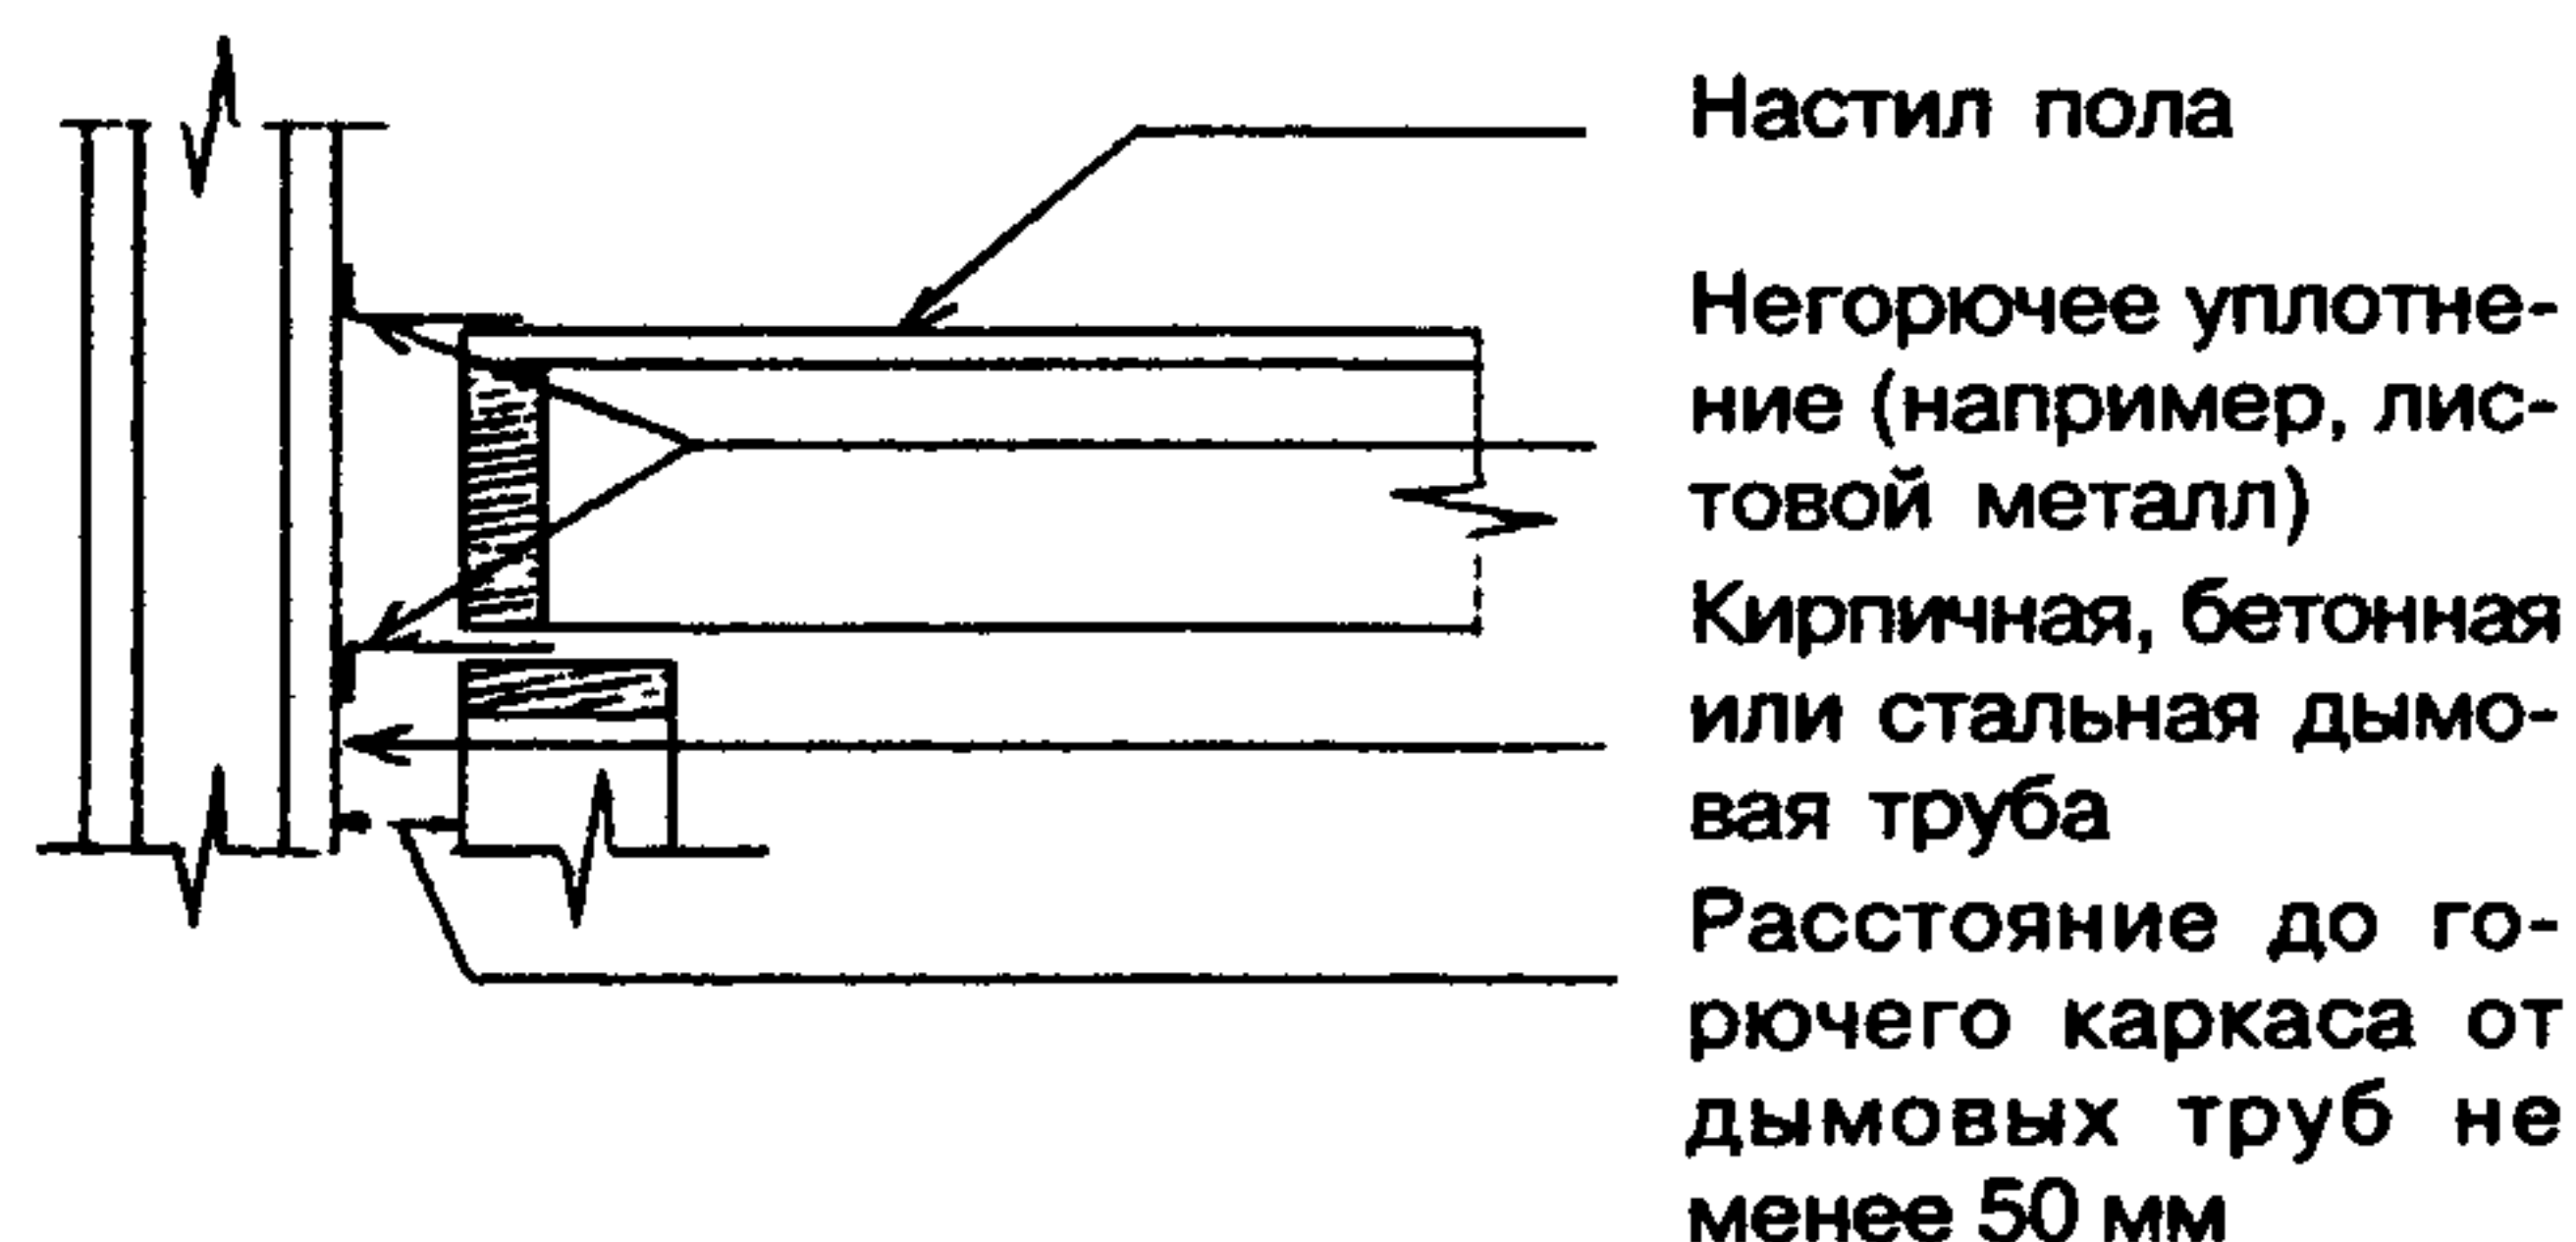 Настил пола
Негорючее уплотне-
ние (например, лис-
товой металл)
Кирпичная, бетонная
или стальная дымо-
вая труба
Расстояние до го-
рючего каркаса от
дымовых труб не
менее 50 мм